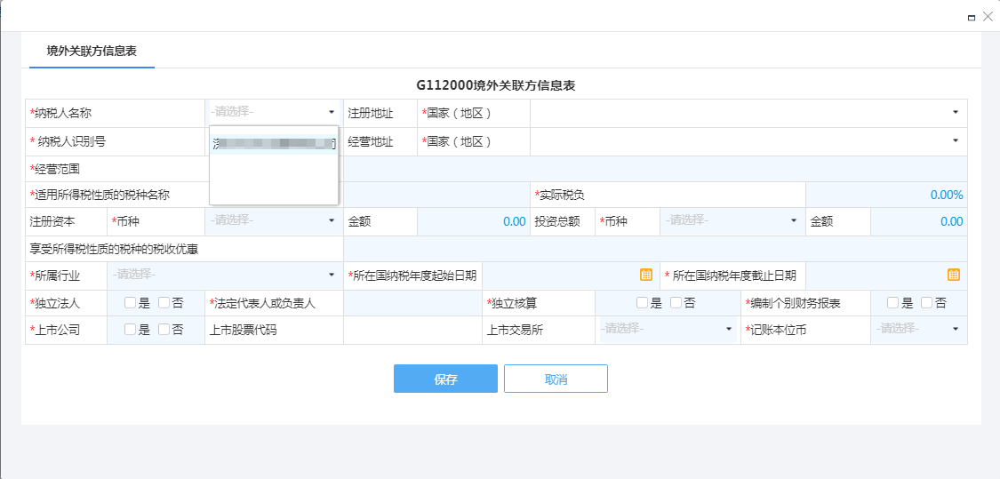 境外关联方信息表
G112000境外关联方信息表
*纳税人名称 -请选择- 注册地址 *国家（地区）
* 纳税人识别号 经营地址 *国家（地区）
*经营范围
*适用所得税性质的税种名称 *实际税负 0.00%
注册资本 *币种 -请选择- 金额 0.00 投资总额 *币种 -请选择- 金额 0.00
享受所得税性质的税种的税收优惠
*所属行业 -请选择- *所在国纳税年度起始日期 * 所在国纳税年度截止日期
*独立法人 是 否 *法定代表人或负责人 *独立核算 是 否 *编制个别财务报表 是 否
*上市公司 是 否 上市股票代码 上市交易所 -请选择- *记账本位币 -请选择-
保存 取消